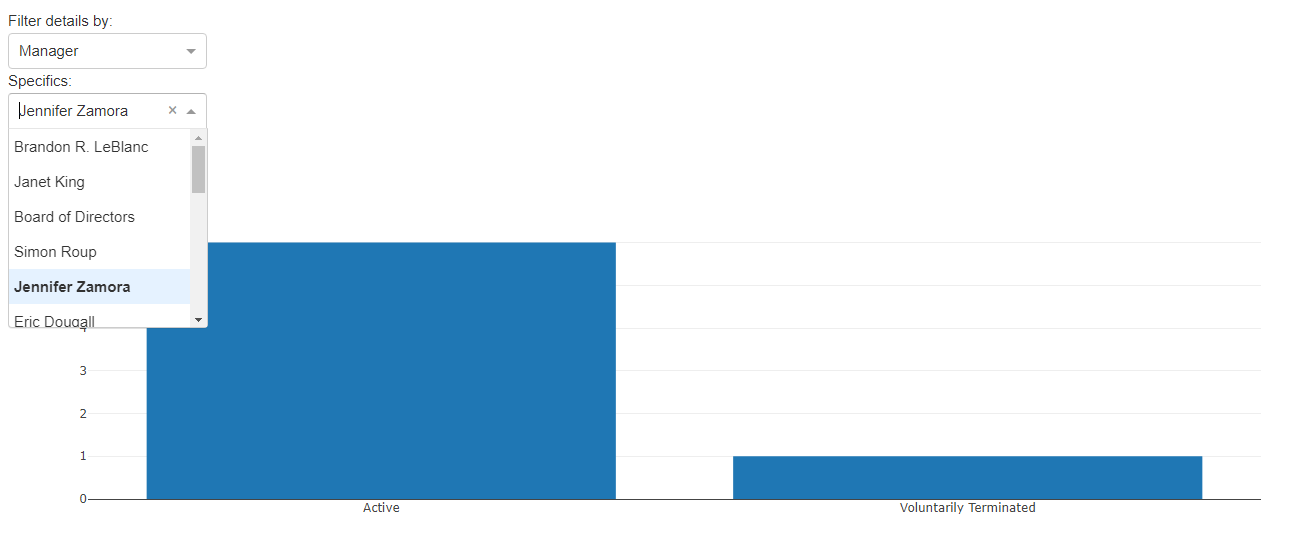 Filter details by:
Manager
Specifics:
Jennifer Zamora ×
Brandon R. LeBlanc
Janet King
Board of Directors
Simon Roup
Jennifer Zamora
Eric Dougall
4
3
2
1
0
Active Voluntarily Terminated